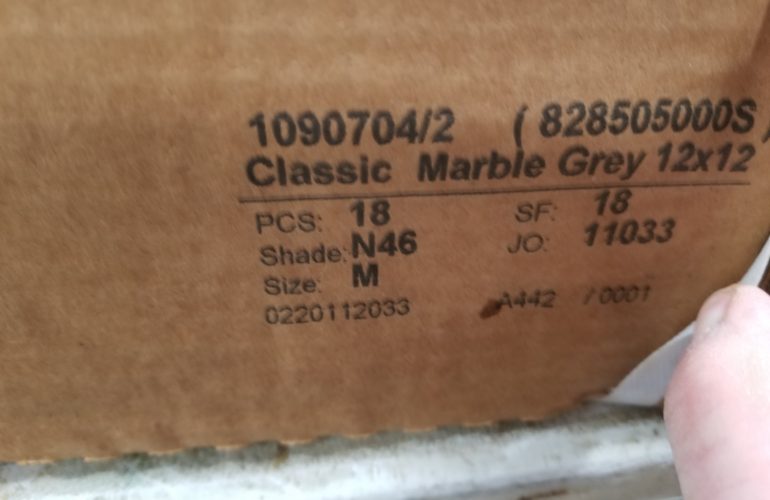 1090704/2 ( 828505000S )
Classic Marble Grey 12x12
PCS: 18 SF: 18
Shade: N46 JO: 11033
Size: M
0220112033 A442 / 0001